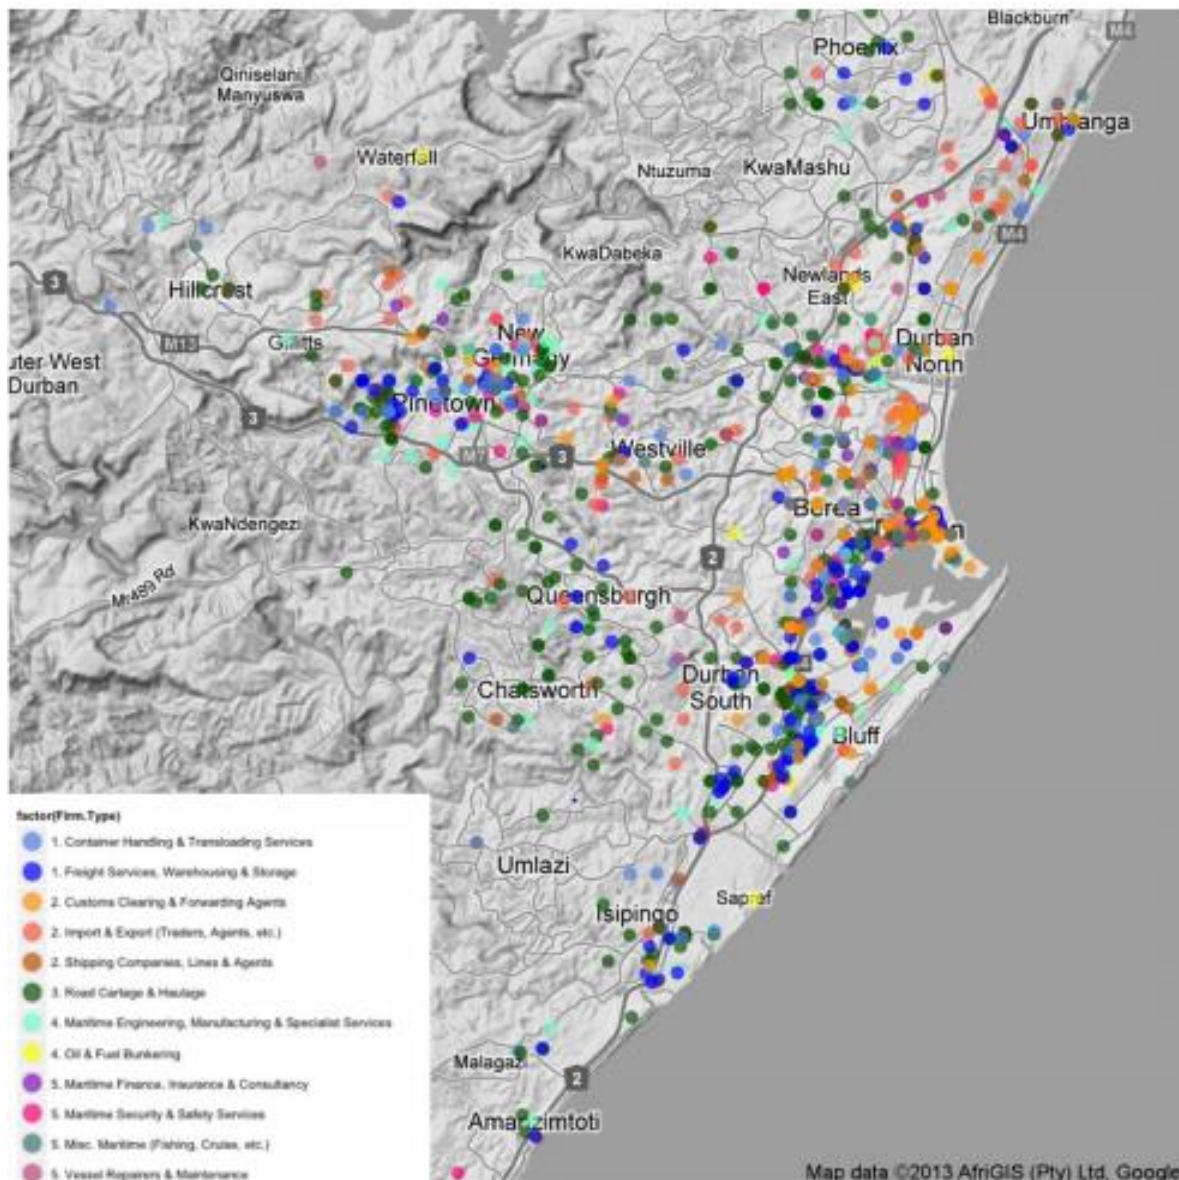 Blackburn
M4
Phoenix
Qiniselani
Manyuswa
Umhlanga
Waterfall
KwaMashu
Ntuzuma
M4
KwaDabeka
3
Hillcrest
Newlands
East
M13
Gillitts
New
Germany
Durban
North
uter West
Durban
Pinetown
3
Westville
M7
3
Berea
KwaNdengezi
2
Queensburgh
Chatsworth
Durban
South
Bluff
factor(Firm.Type)
1. Container Handling & Transloading Services
1. Freight Services, Warehousing & Storage
2. Customs Clearing & Forwarding Agents
2. Import & Export (Traders, Agents, etc.)
2. Shipping Companies, Lines & Agents
3. Road Cartage & Haulage
4. Maritime Engineering, Manufacturing & Specialist Services
4. Oil & Fuel Bunkering
5. Maritime Finance, Insurance & Consultancy
5. Maritime Security & Safety Services
5. Misc. Maritime (Fishing, Cruise, etc.)
5. Vessel Repairers & Maintenance
Umlazi
Sapref
Isipingo
Malagazi
2
Amanzimtoti
Map data ©2013 AfriGIS (Pty) Ltd, Google